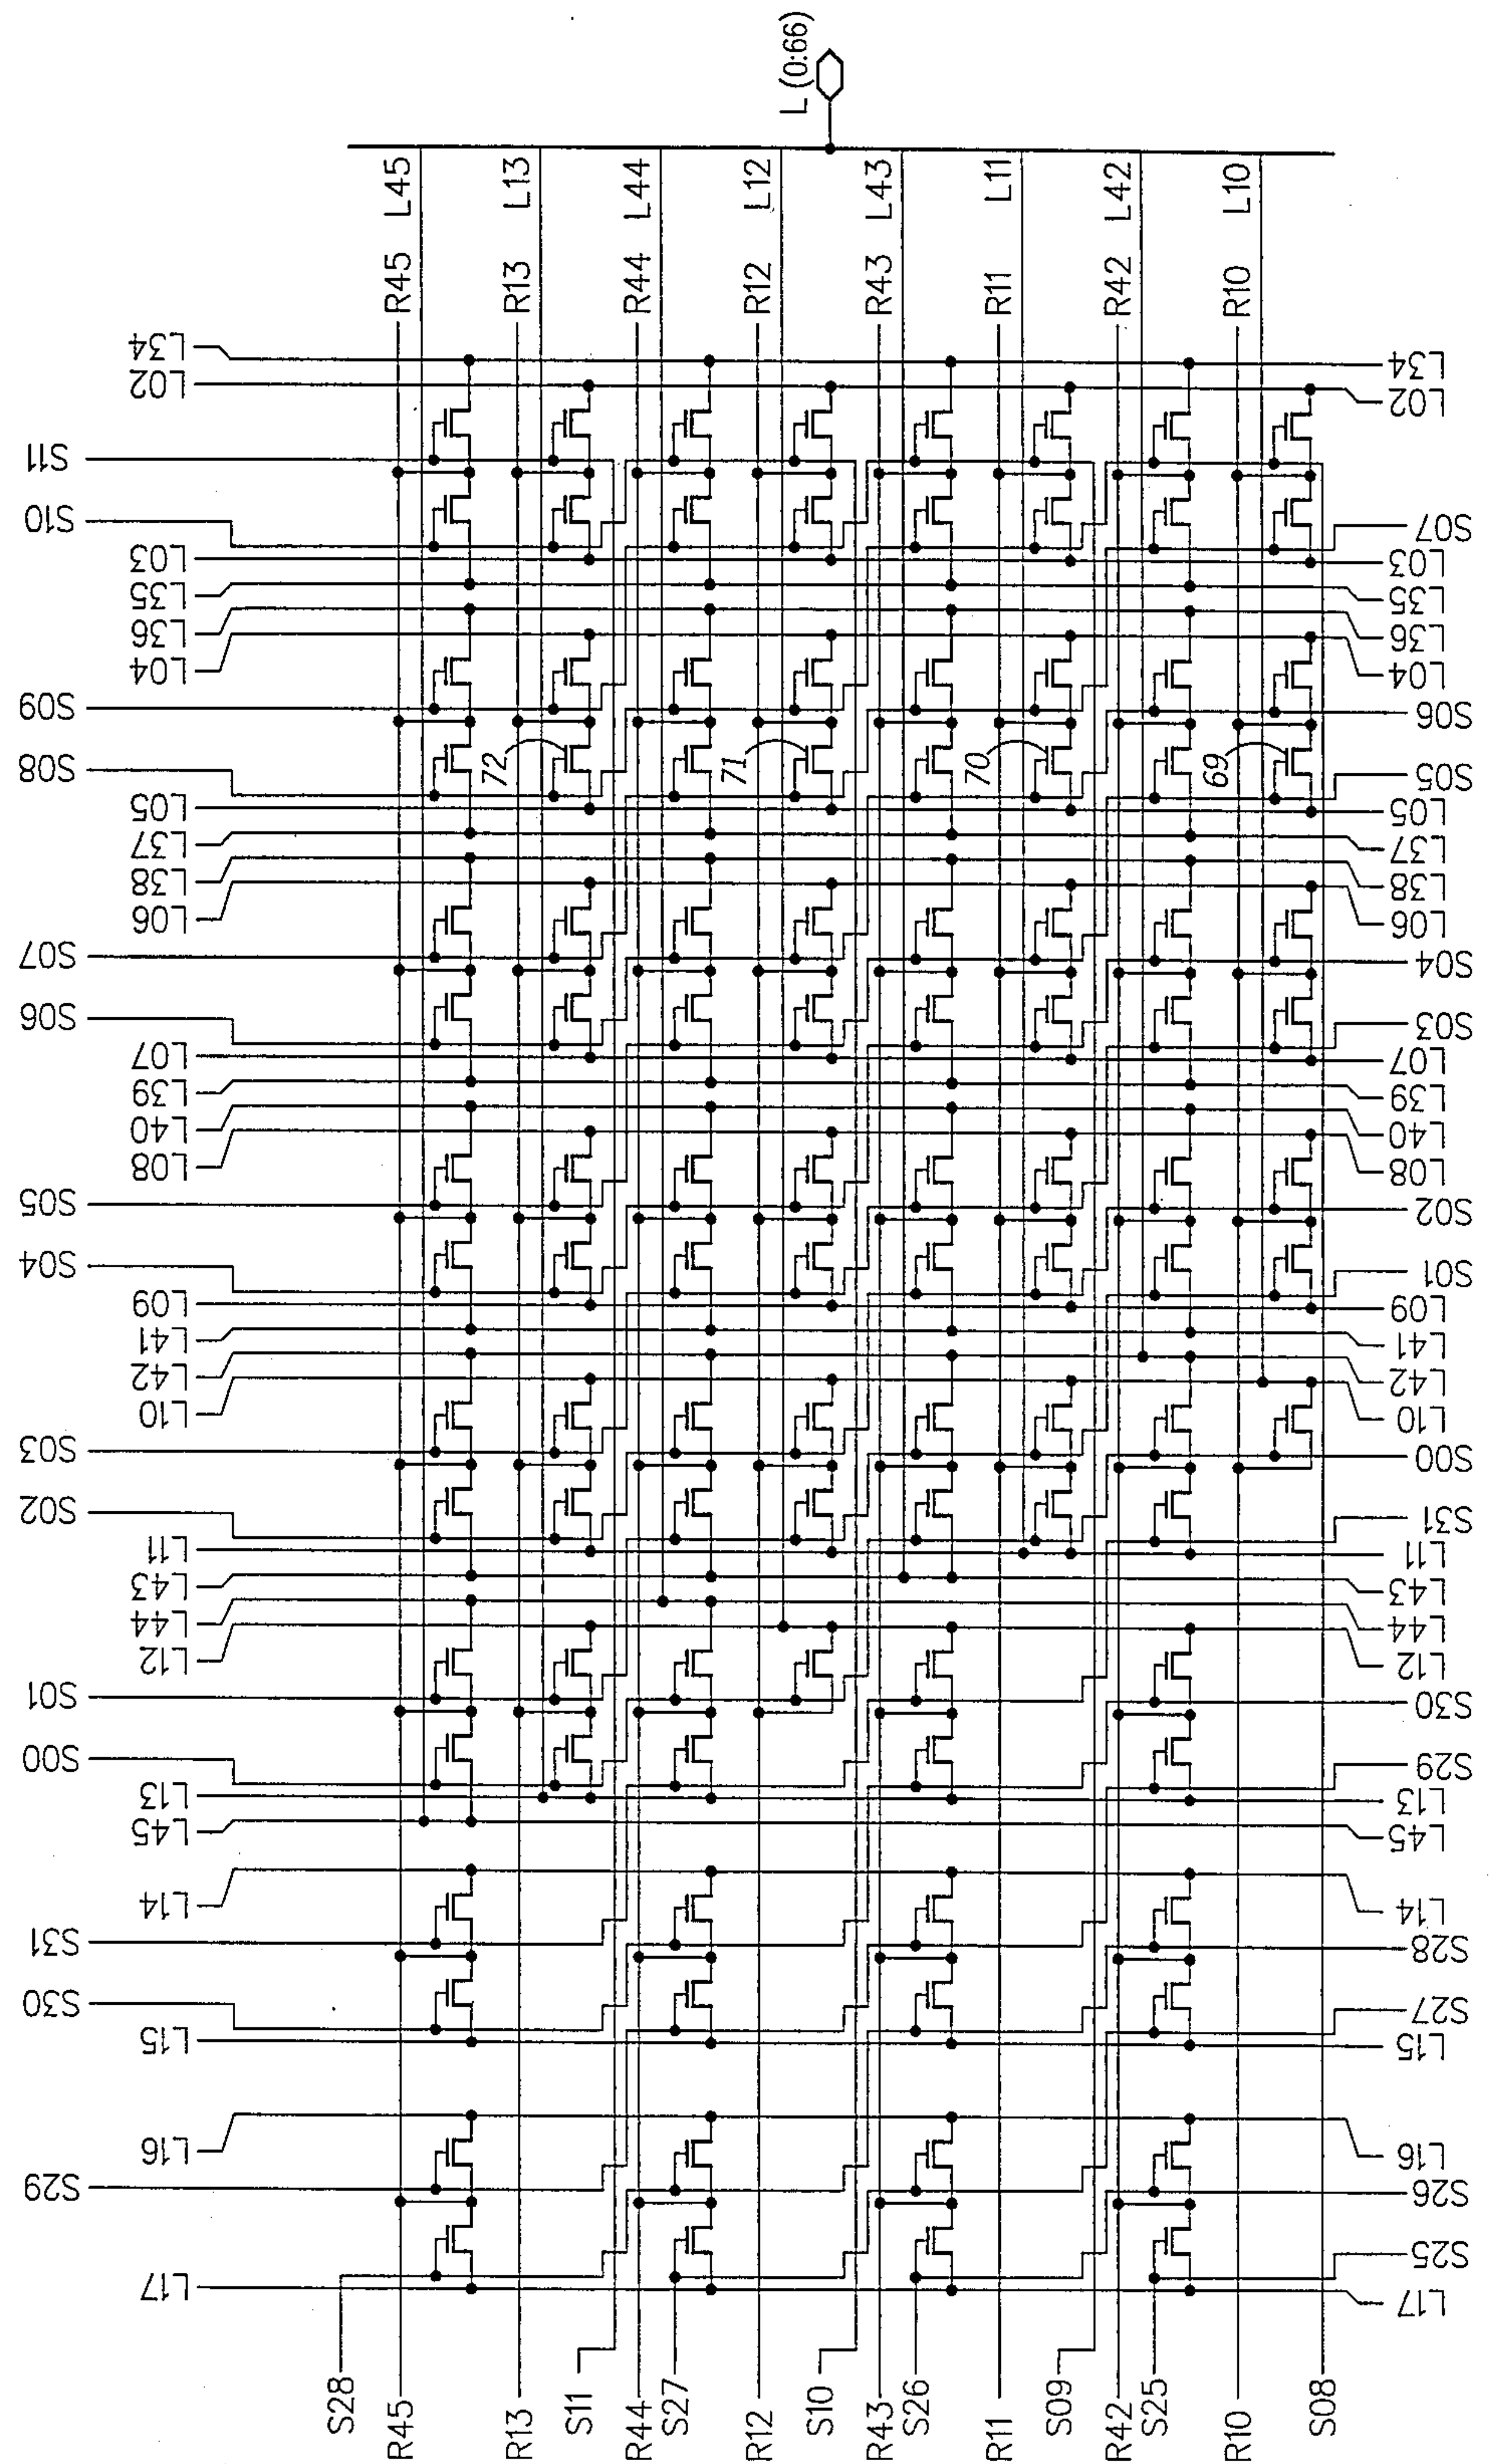 L (0:66)
R45 L45
R13 L13
R44 L44
R12 L12
R43 L43
R11 L11
R42 L42
R10 L10
L34
L02
S11
S10
L03
L35
L36
L04
S09
S08
L05
L37
L38
L06
S07
S06
L07
L39
L40
L08
S05
S04
L09
L41
L42
L10
S03
S02
L11
L43
L44
L12
S01
S00
L13
L45
L14
S31
S30
L15
L16
S29
L17
72
71
70
69
L34
L02
S07
L03
L35
L36
L04
S06
S05
L05
L37
L38
L06
S04
S03
L07
L39
L40
L08
S02
S01
L09
L41
L42
L10
S00
S31
L11
L43
L44
L12
S30
S29
L13
L45
L14
S28
S27
L15
L16
S26
S25
L17
S28
R45
R13
S11
R44
S27
R12
S10
R43
S26
R11
S09
R42
S25
R10
S08